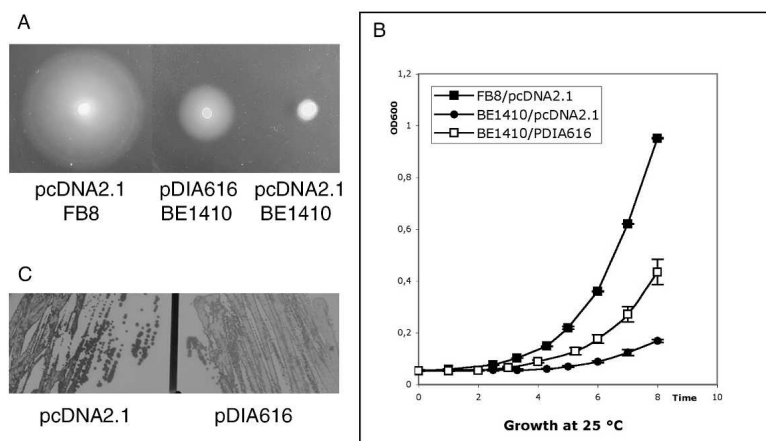 A
pcDNA2.1
FB8
pDIA616
BE1410
pcDNA2.1
BE1410
C
pcDNA2.1
pDIA616
B
OD600
1,2
1
0,8
0,6
0,4
0,2
0
FB8/pcDNA2.1
BE1410/pcDNA2.1
BE1410/PDIA616
0 2 4 6 8 Time 10
Growth at 25 °C